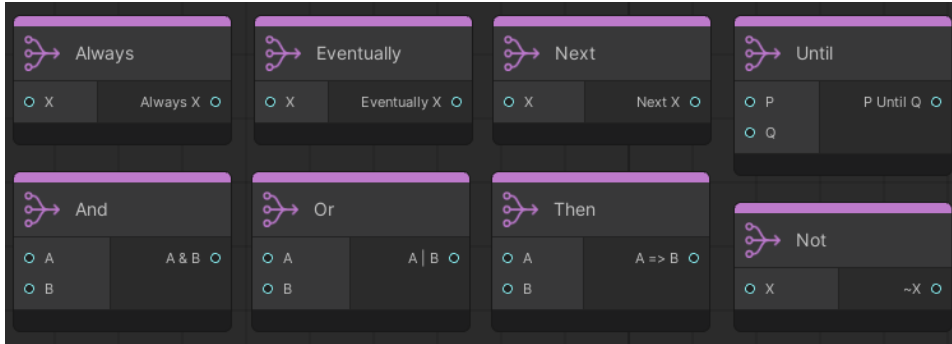 Always
X Always X
Eventually
X Eventually X
Next
X Next X
Until
P P Until Q
Q
And
A A & B
B
Or
A A | B
B
Then
A A => B
B
Not
X ~X